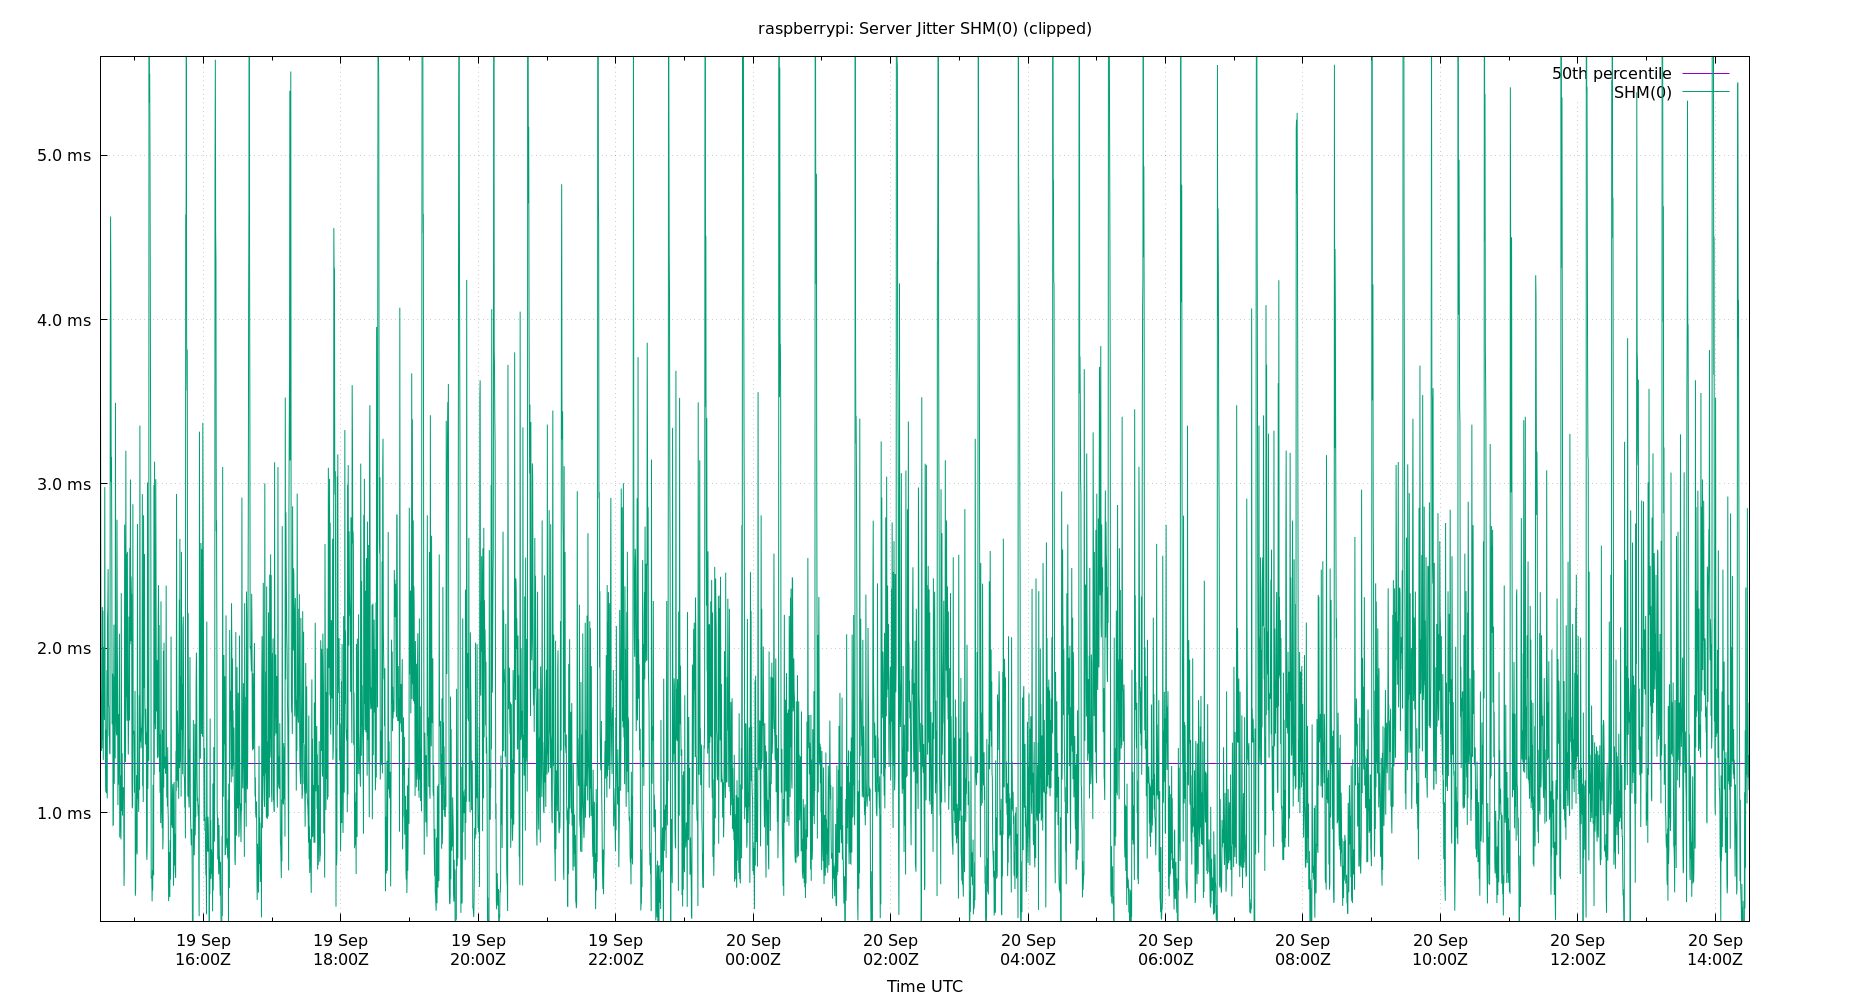 raspberrypi: Server Jitter SHM(0) (clipped)
50th percentile
SHM(0)
5.0 ms
4.0 ms
3.0 ms
2.0 ms
1.0 ms
19 Sep 19 Sep 19 Sep 19 Sep 20 Sep 20 Sep 20 Sep 20 Sep 20 Sep 20 Sep 20 Sep 20 Sep
16:00Z 18:00Z 20:00Z 22:00Z 00:00Z 02:00Z 04:00Z 06:00Z 08:00Z 10:00Z 12:00Z 14:00Z
Time UTC